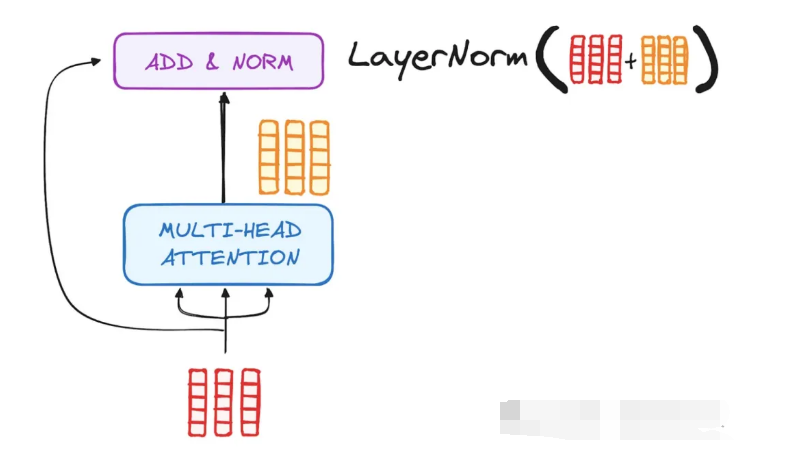 ADD & NORM
LayerNorm ( + )
MULTI-HEAD
ATTENTION